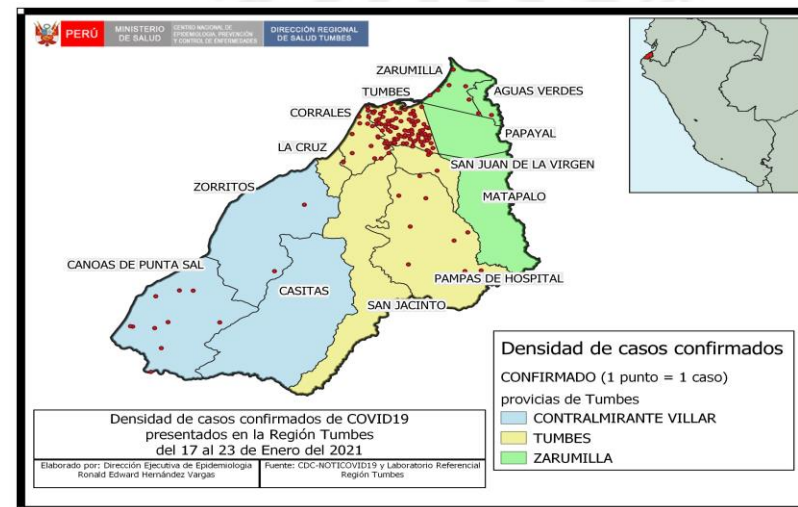 PERÚ
MINISTERIO
DE SALUD
CENTRO NACIONAL DE
EPIDEMIOLOGIA, PREVENCIÓN
Y CONTROL DE ENFERMEDADES
DIRECCIÓN REGIONAL
DE SALUD TUMBES
ZARUMILLA
TUMBES
AGUAS VERDES
CORRALES
PAPAYAL
LA CRUZ
SAN JUAN DE LA VIRGEN
ZORRITOS
MATAPALO
CANOAS DE PUNTA SAL
PAMPAS DE HOSPITAL
CASITAS
SAN JACINTO
Densidad de casos confirmados
CONFIRMADO (1 punto = 1 caso)
provicias de Tumbes
CONTRALMIRANTE VILLAR
TUMBES
ZARUMILLA
Densidad de casos confirmados de COVID19
presentados en la Región Tumbes
del 17 al 23 de Enero del 2021
Elaborado por: Dirección Ejecutiva de Epidemiologia
Ronald Edward Hernández Vargas
Fuente: CDC-NOTICOVID19 y Laboratorio Referencial
Región Tumbes